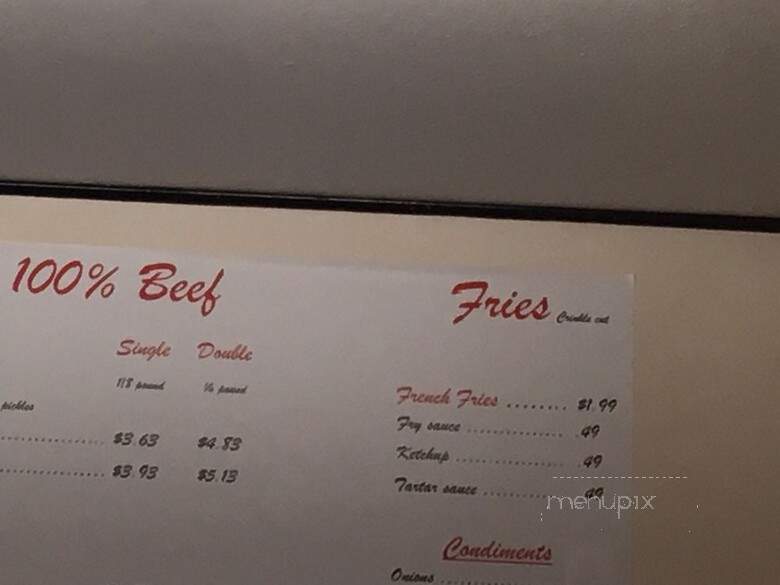 100% Beef
Single Double
1/8 pound ¼ pound
pickles
.................... $3.63 $4.83
.................... $3.93 $5.13
Fries Crinkle cut
French Fries ........ $1.99
Fry sauce ................ .49
Ketchup ................. .49
Tartar sauce ............ .49
menupix
Condiments
Onions ..............